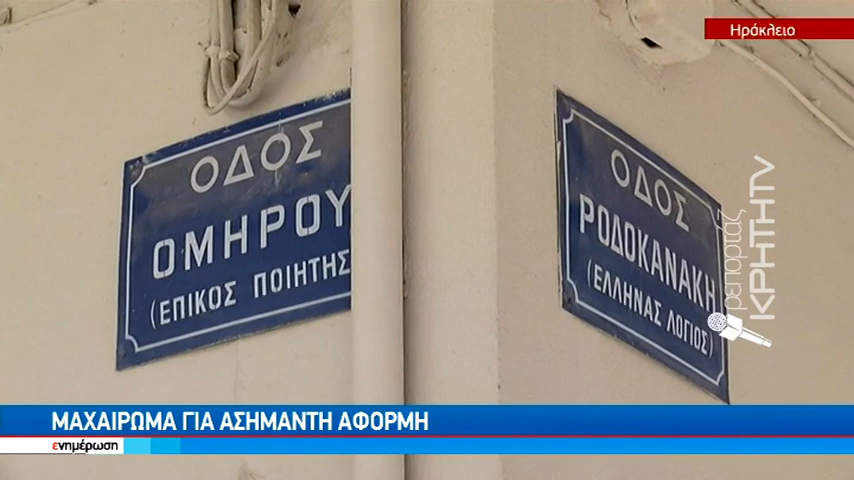 Ηράκλειο
ΟΔΟΣ
ΟΜΗΡΟΥ
(ΕΠΙΚΟΣ ΠΟΙΗΤΗΣ
ΟΔΟΣ
ΡΟΔΟΚΑΝΑΚΗ
(ΕΛΛΗΝΑΣ ΛΟΓΙΟΣ)
ρεπορτάζ
ΚΡΗΤΗTV
ΜΑΧΑΙΡΩΜΑ ΓΙΑ ΑΣΗΜΑΝΤΗ ΑΦΟΡΜΗ
ενημέρωση